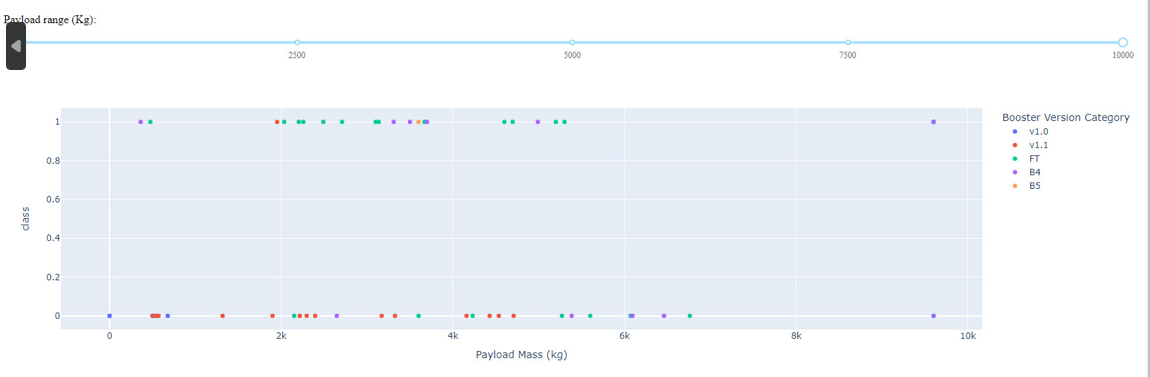 Payload range (Kg):
2500 5000 7500 10000
Booster Version Category
v1.0
v1.1
FT
B4
B5
1
0.8
0.6
0.4
0.2
0
class
0 2k 4k 6k 8k 10k
Payload Mass (kg)